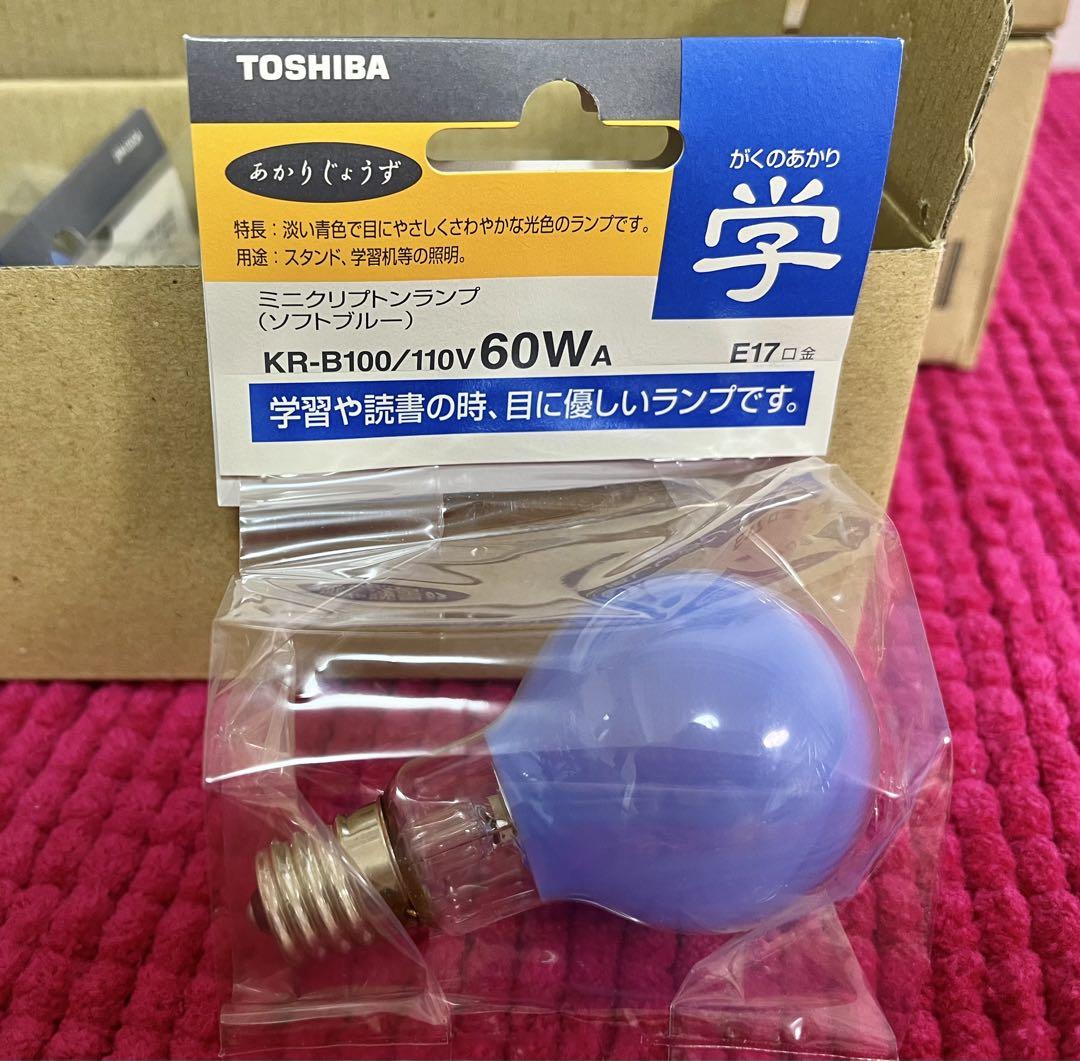 TOSHIBA
あかりじょうず
特長：淡い青色で目にやさしくさわやかな光色のランプです。
用途：スタンド、学習机等の照明。
がくのあかり
学
ミニクリプトンランプ
（ソフトブルー）
KR-B100/110V 60WA
E17口金
学習や読書の時、目に優しいランプです。